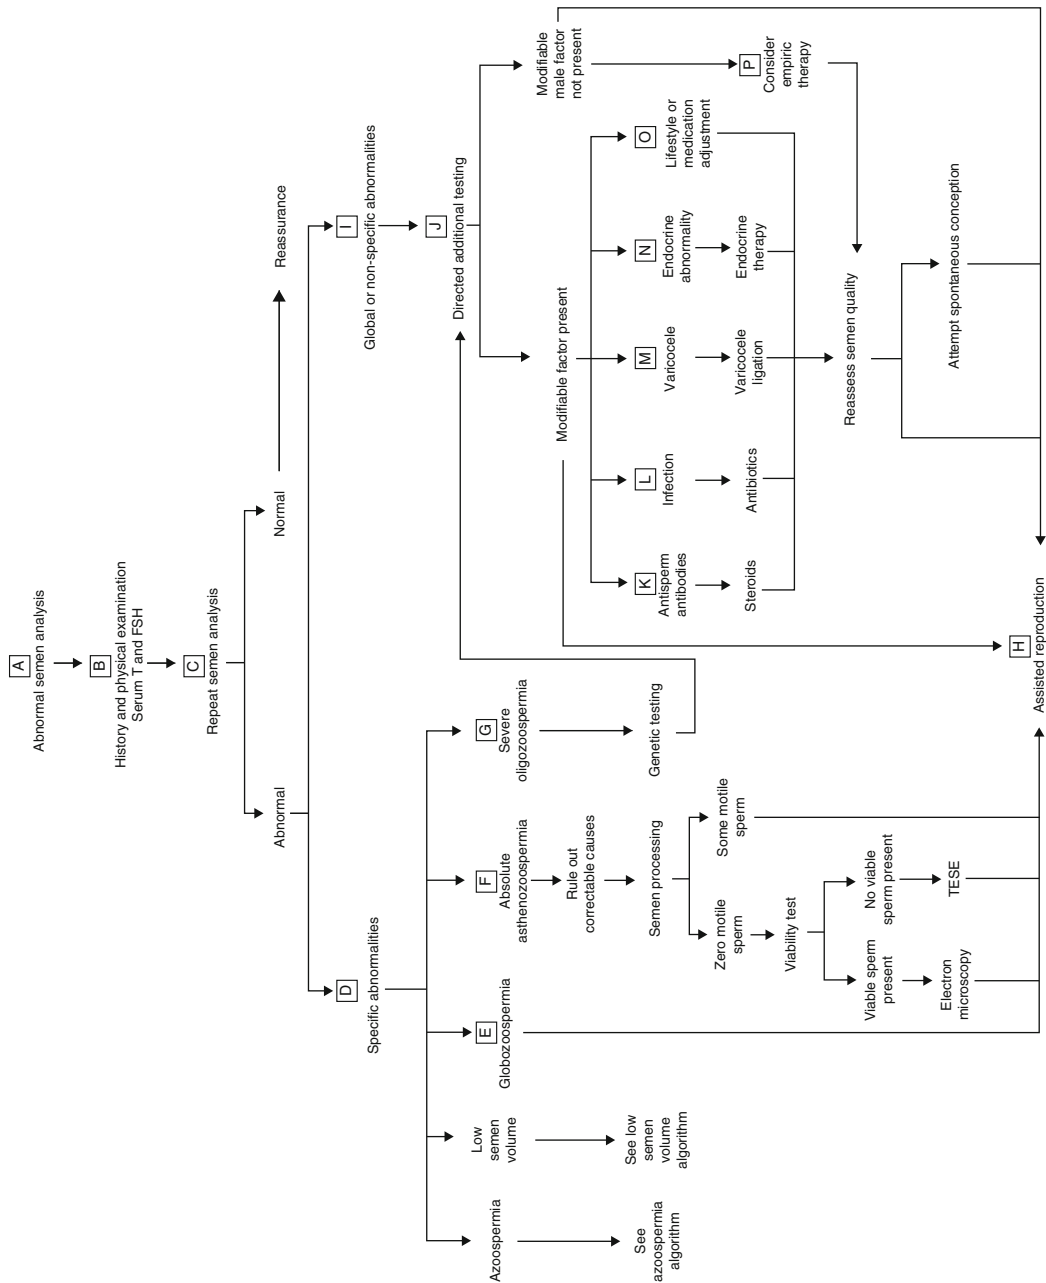 A
Abnormal semen analysis
B
History and physical examination
Serum T and FSH
C
Repeat semen analysis
Abnormal
Normal
Reassurance
D
Specific abnormalities
I
Global or non-specific abnormalities
J
Directed additional testing
Azoospermia
See
azoospermia
algorithm
Low
semen
volume
See low
semen
volume
algorithm
E
Globozoospermia
F
Absolute
asthenozoospermia
Rule out
correctable causes
Semen processing
Zero motile
sperm
Some motile
sperm
Viability test
Viable sperm
present
No viable
sperm present
Electron
microscopy
TESE
G
Severe
oligozoospermia
Genetic testing
Modifiable factor present
Modifiable
male factor
not present
K
Antisperm
antibodies
Steroids
L
Infection
Antibiotics
M
Varicocele
Varicocele
ligation
N
Endocrine
abnormality
Endocrine
therapy
O
Lifestyle or
medication
adjustment
P
Consider
empiric
therapy
Reassess semen quality
Attempt spontaneous conception
H
Assisted reproduction